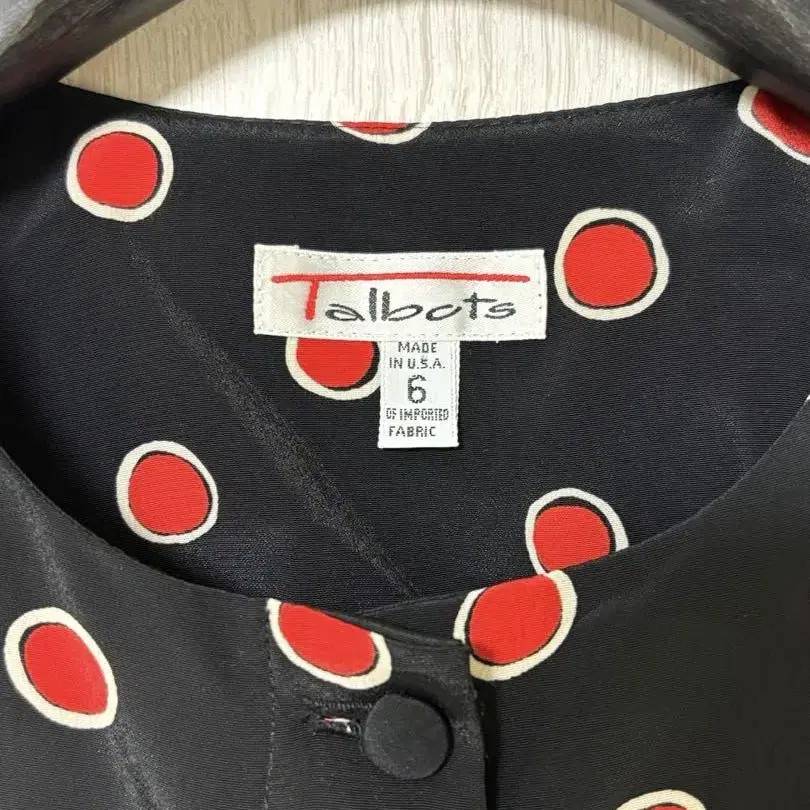 Talbots
MADE
IN U.S.A.
6
OF IMPORTED
FABRIC